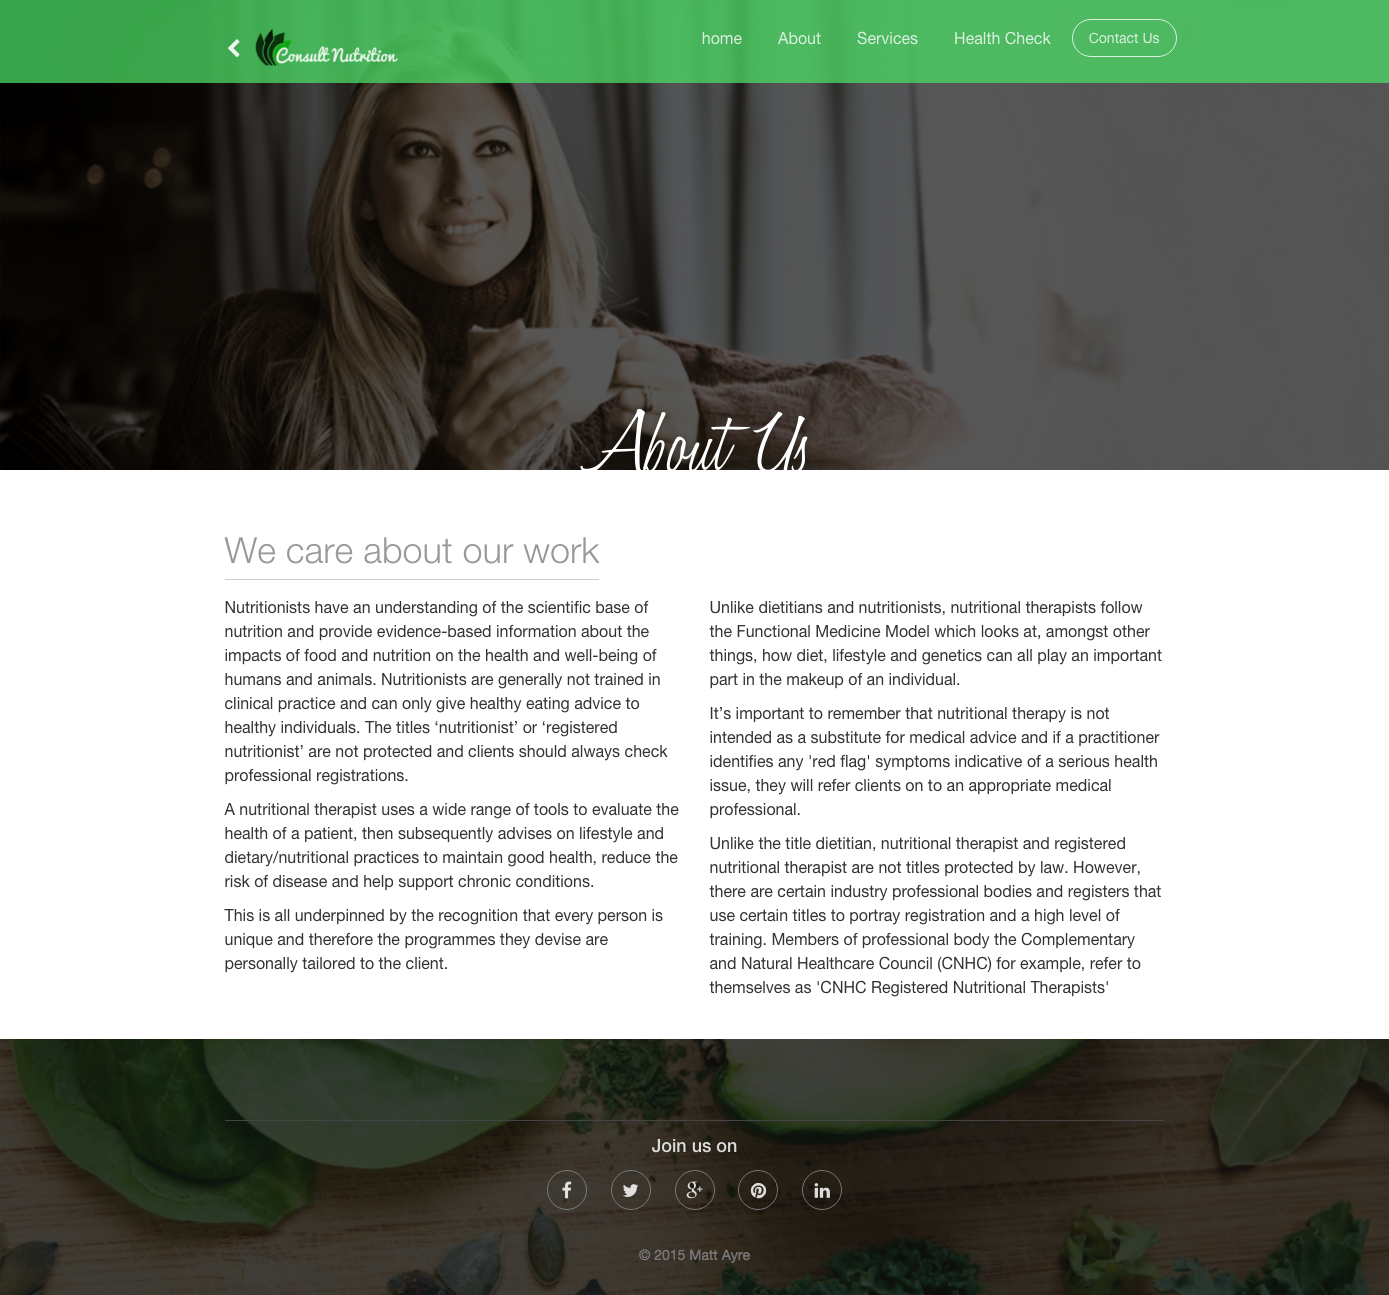 Consult Nutrition
home
About
Services
Health Check
Contact Us
About Us
We care about our work
Nutritionists have an understanding of the scientific base of
nutrition and provide evidence-based information about the
impacts of food and nutrition on the health and well-being of
humans and animals. Nutritionists are generally not trained in
clinical practice and can only give healthy eating advice to
healthy individuals. The titles ‘nutritionist’ or ‘registered
nutritionist’ are not protected and clients should always check
professional registrations.
A nutritional therapist uses a wide range of tools to evaluate the
health of a patient, then subsequently advises on lifestyle and
dietary/nutritional practices to maintain good health, reduce the
risk of disease and help support chronic conditions.
This is all underpinned by the recognition that every person is
unique and therefore the programmes they devise are
personally tailored to the client.
Unlike dietitians and nutritionists, nutritional therapists follow
the Functional Medicine Model which looks at, amongst other
things, how diet, lifestyle and genetics can all play an important
part in the makeup of an individual.
It’s important to remember that nutritional therapy is not
intended as a substitute for medical advice and if a practitioner
identifies any 'red flag' symptoms indicative of a serious health
issue, they will refer clients on to an appropriate medical
professional.
Unlike the title dietitian, nutritional therapist and registered
nutritional therapist are not titles protected by law. However,
there are certain industry professional bodies and registers that
use certain titles to portray registration and a high level of
training. Members of professional body the Complementary
and Natural Healthcare Council (CNHC) for example, refer to
themselves as 'CNHC Registered Nutritional Therapists'
Join us on
© 2015 Matt Ayre